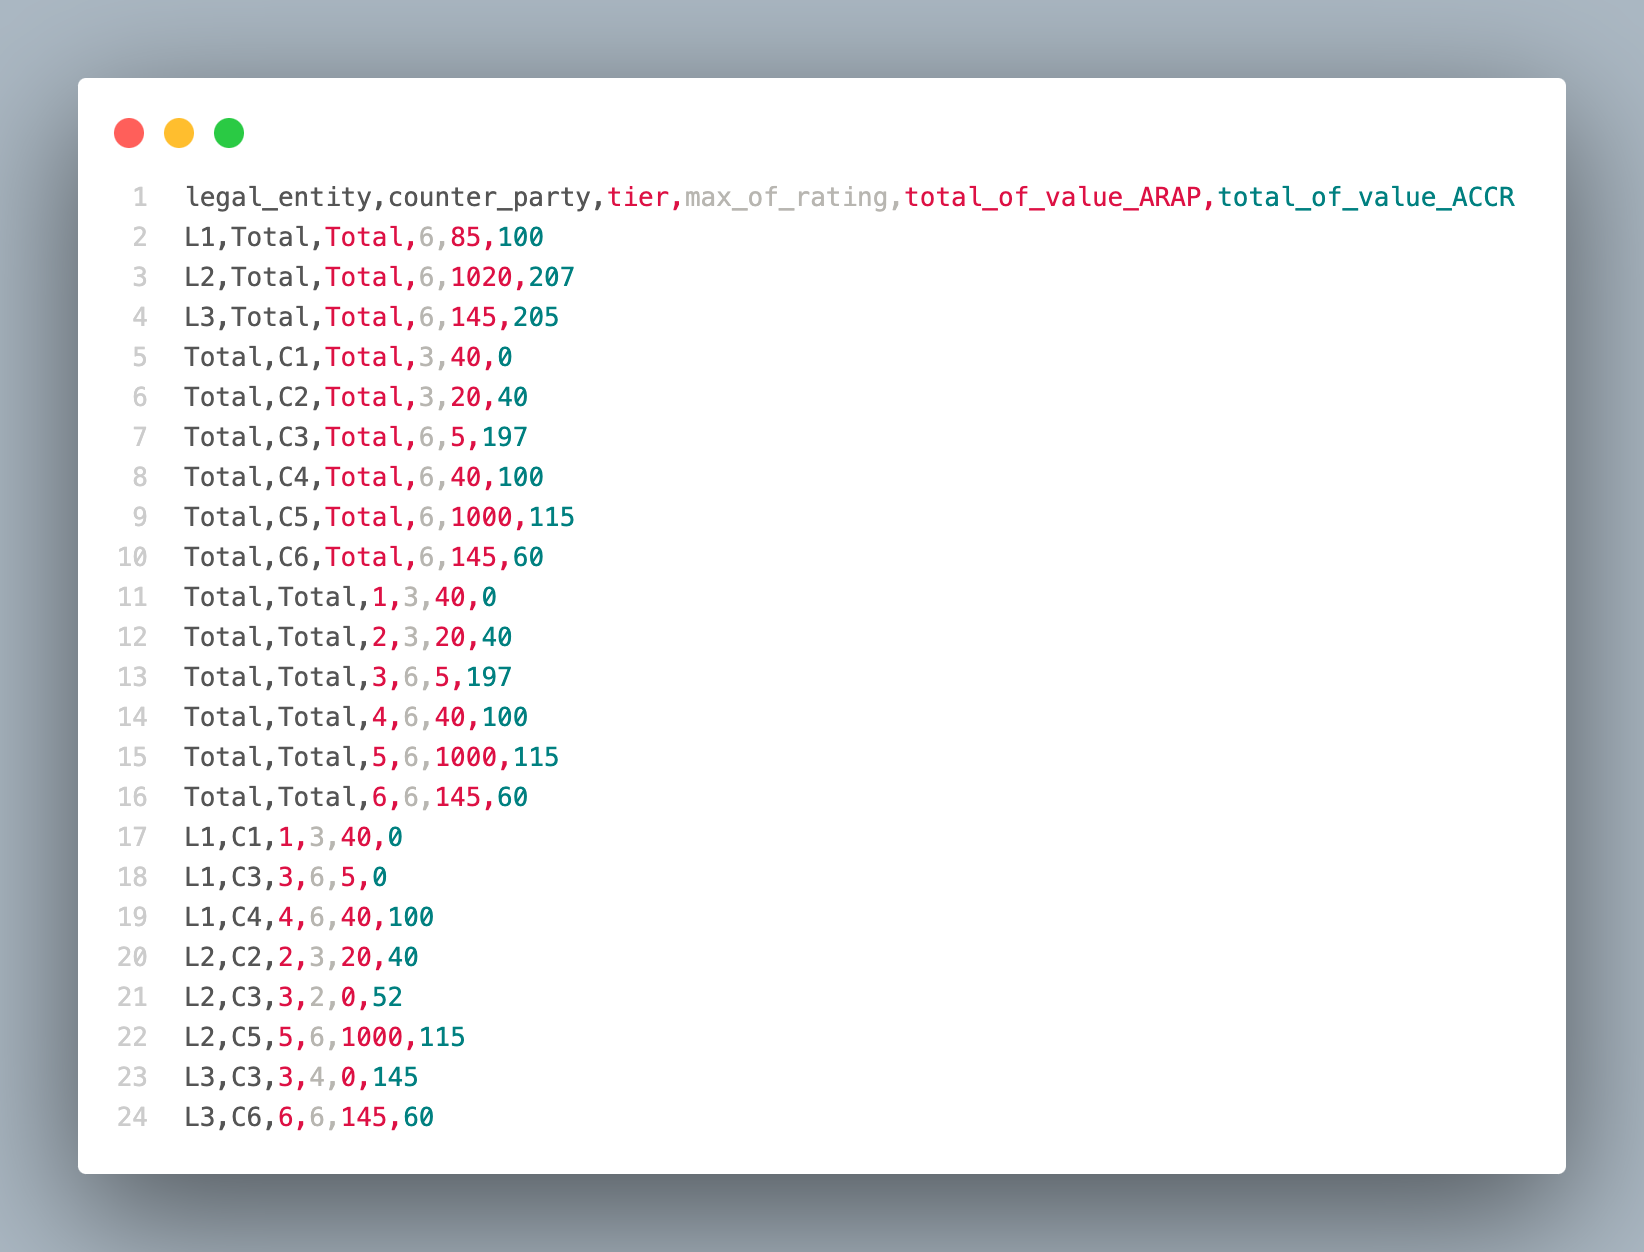 1 legal_entity,counter_party,tier,max_of_rating,total_of_value_ARAP,total_of_value_ACCR
2 L1,Total,Total,6,85,100
3 L2,Total,Total,6,1020,207
4 L3,Total,Total,6,145,205
5 Total,C1,Total,3,40,0
6 Total,C2,Total,3,20,40
7 Total,C3,Total,6,5,197
8 Total,C4,Total,6,40,100
9 Total,C5,Total,6,1000,115
10 Total,C6,Total,6,145,60
11 Total,Total,1,3,40,0
12 Total,Total,2,3,20,40
13 Total,Total,3,6,5,197
14 Total,Total,4,6,40,100
15 Total,Total,5,6,1000,115
16 Total,Total,6,6,145,60
17 L1,C1,1,3,40,0
18 L1,C3,3,6,5,0
19 L1,C4,4,6,40,100
20 L2,C2,2,3,20,40
21 L2,C3,3,2,0,52
22 L2,C5,5,6,1000,115
23 L3,C3,3,4,0,145
24 L3,C6,6,6,145,60